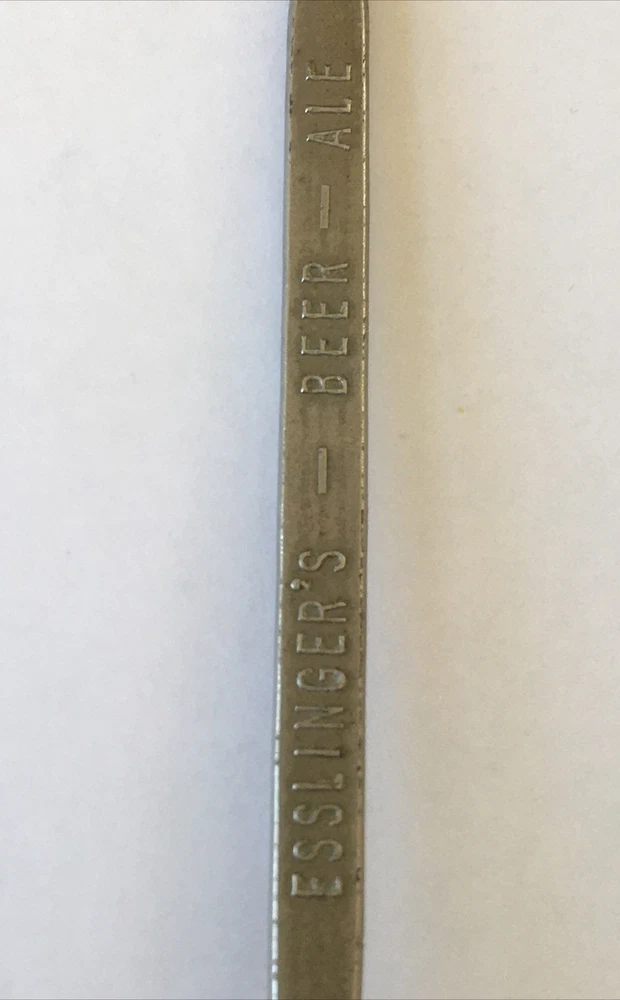 ESSLINGER'S — BEER — ALE